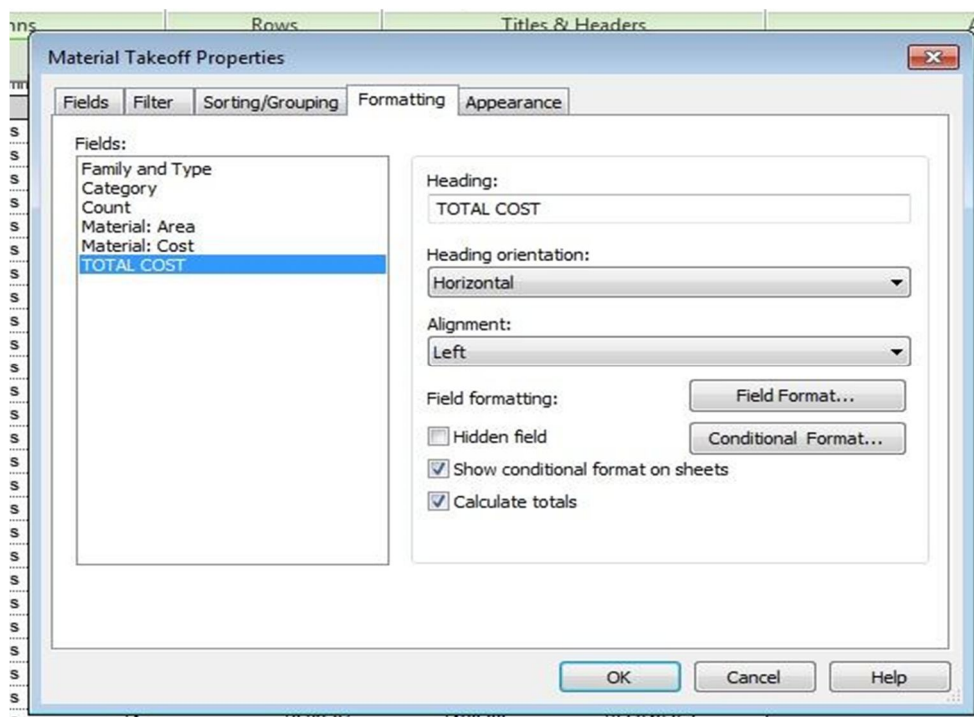 Rows Titles & Headers
Material Takeoff Properties
Fields Filter Sorting/Grouping Formatting Appearance
Fields:
Family and Type
Category
Count
Material: Area
Material: Cost
TOTAL COST
Heading:
TOTAL COST
Heading orientation:
Horizontal
Alignment:
Left
Field formatting:
Field Format...
Hidden field
Conditional Format...
Show conditional format on sheets
Calculate totals
OK Cancel Help